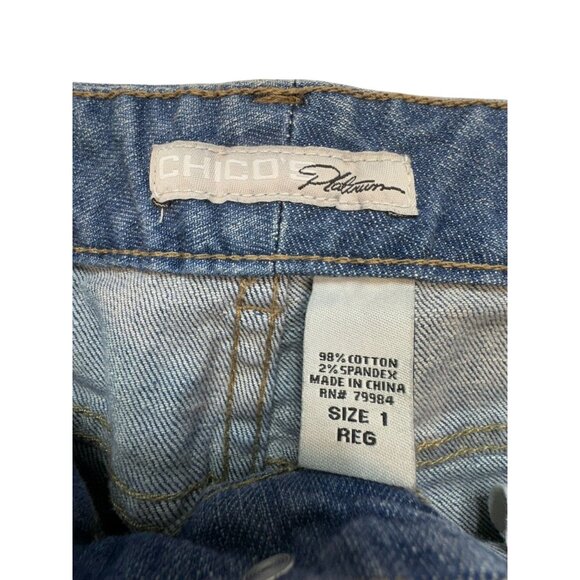 CHICO'S Platinum
98% COTTON
2% SPANDEX
MADE IN CHINA
RN# 79984
SIZE 1
REG